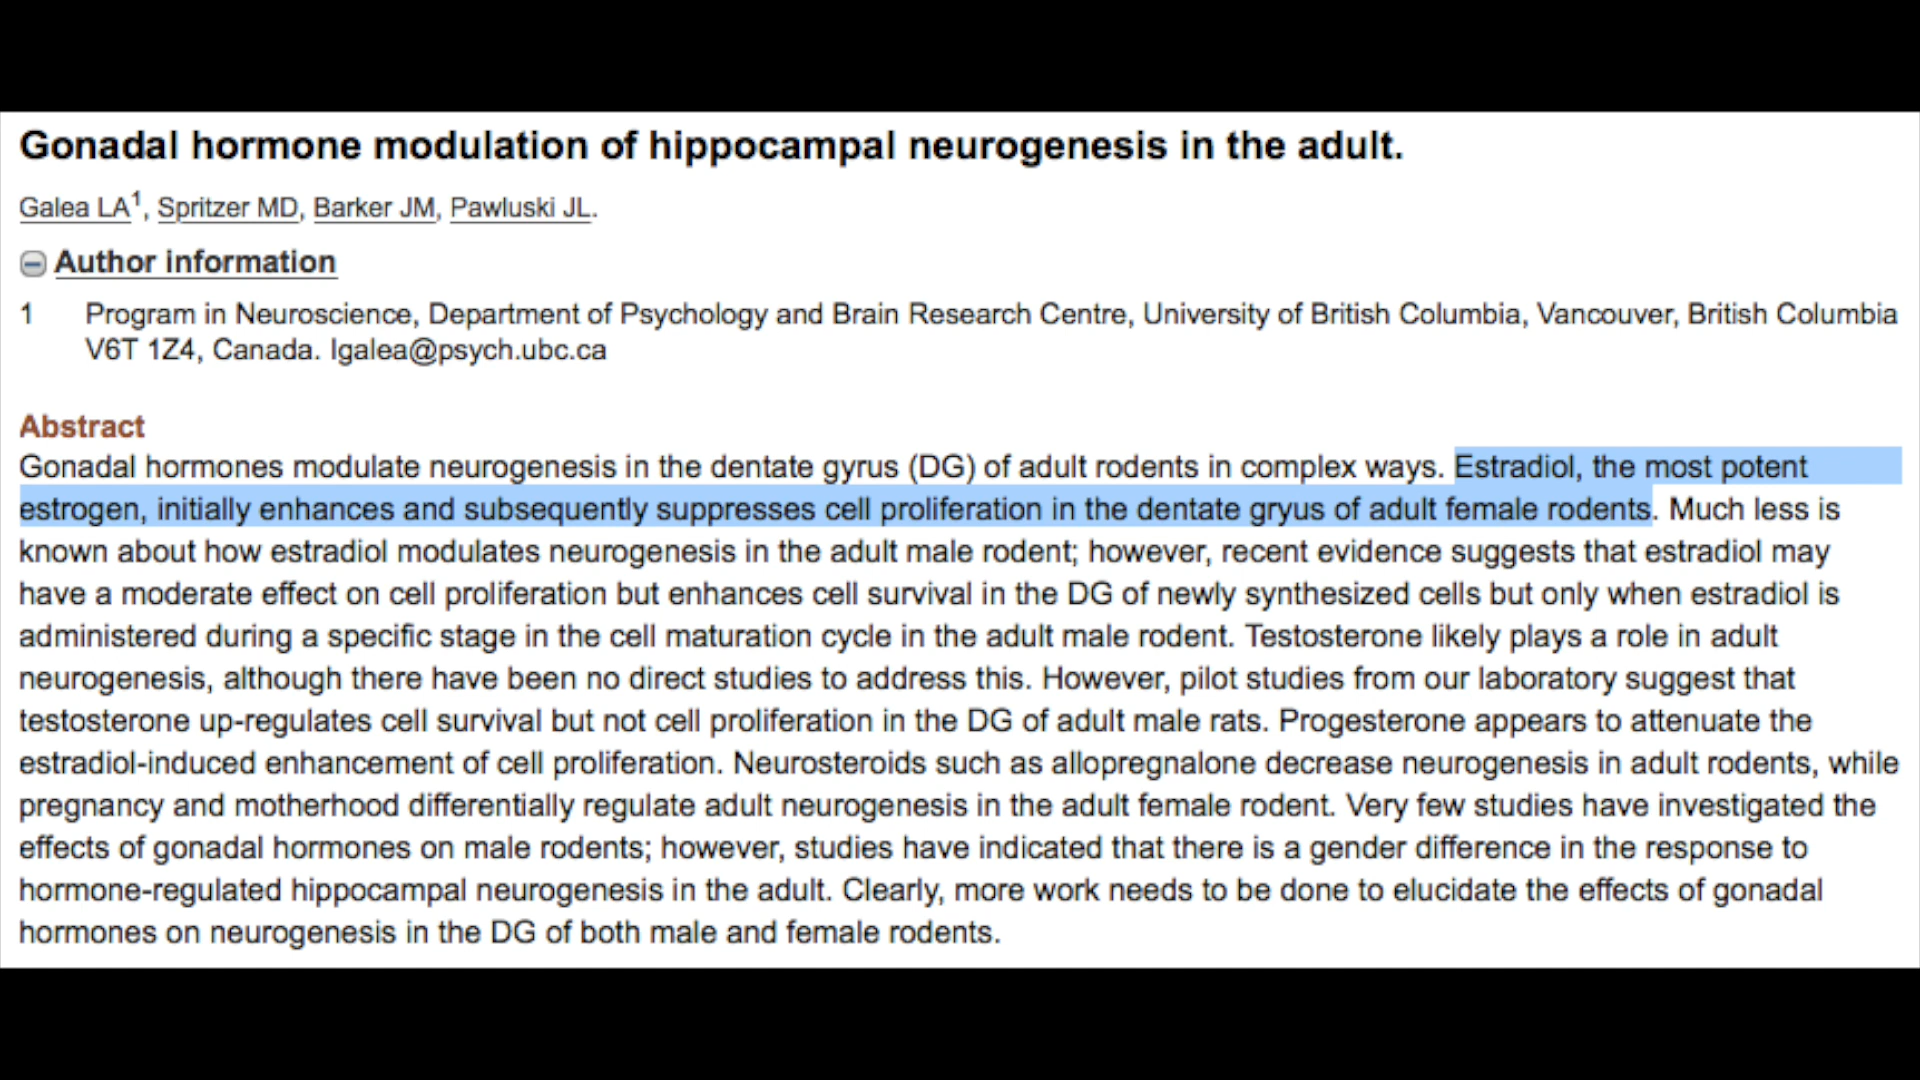 Gonadal hormone modulation of hippocampal neurogenesis in the adult.
Galea LA1, Spritzer MD, Barker JM, Pawluski JL.
Author information
1 Program in Neuroscience, Department of Psychology and Brain Research Centre, University of British Columbia, Vancouver, British Columbia
V6T 1Z4, Canada. lgalea@psych.ubc.ca
Abstract
Gonadal hormones modulate neurogenesis in the dentate gyrus (DG) of adult rodents in complex ways. Estradiol, the most potent
estrogen, initially enhances and subsequently suppresses cell proliferation in the dentate gryus of adult female rodents. Much less is
known about how estradiol modulates neurogenesis in the adult male rodent; however, recent evidence suggests that estradiol may
have a moderate effect on cell proliferation but enhances cell survival in the DG of newly synthesized cells but only when estradiol is
administered during a specific stage in the cell maturation cycle in the adult male rodent. Testosterone likely plays a role in adult
neurogenesis, although there have been no direct studies to address this. However, pilot studies from our laboratory suggest that
testosterone up-regulates cell survival but not cell proliferation in the DG of adult male rats. Progesterone appears to attenuate the
estradiol-induced enhancement of cell proliferation. Neurosteroids such as allopregnalone decrease neurogenesis in adult rodents, while
pregnancy and motherhood differentially regulate adult neurogenesis in the adult female rodent. Very few studies have investigated the
effects of gonadal hormones on male rodents; however, studies have indicated that there is a gender difference in the response to
hormone-regulated hippocampal neurogenesis in the adult. Clearly, more work needs to be done to elucidate the effects of gonadal
hormones on neurogenesis in the DG of both male and female rodents.